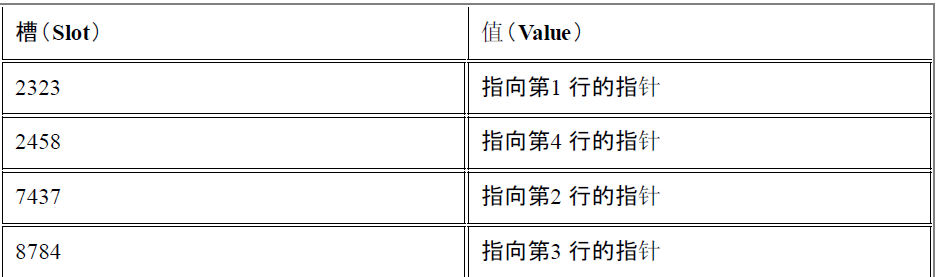 槽(Slot) 值(Value)
2323 指向第1 行的指针
2458 指向第4 行的指针
7437 指向第2 行的指针
8784 指向第3 行的指针